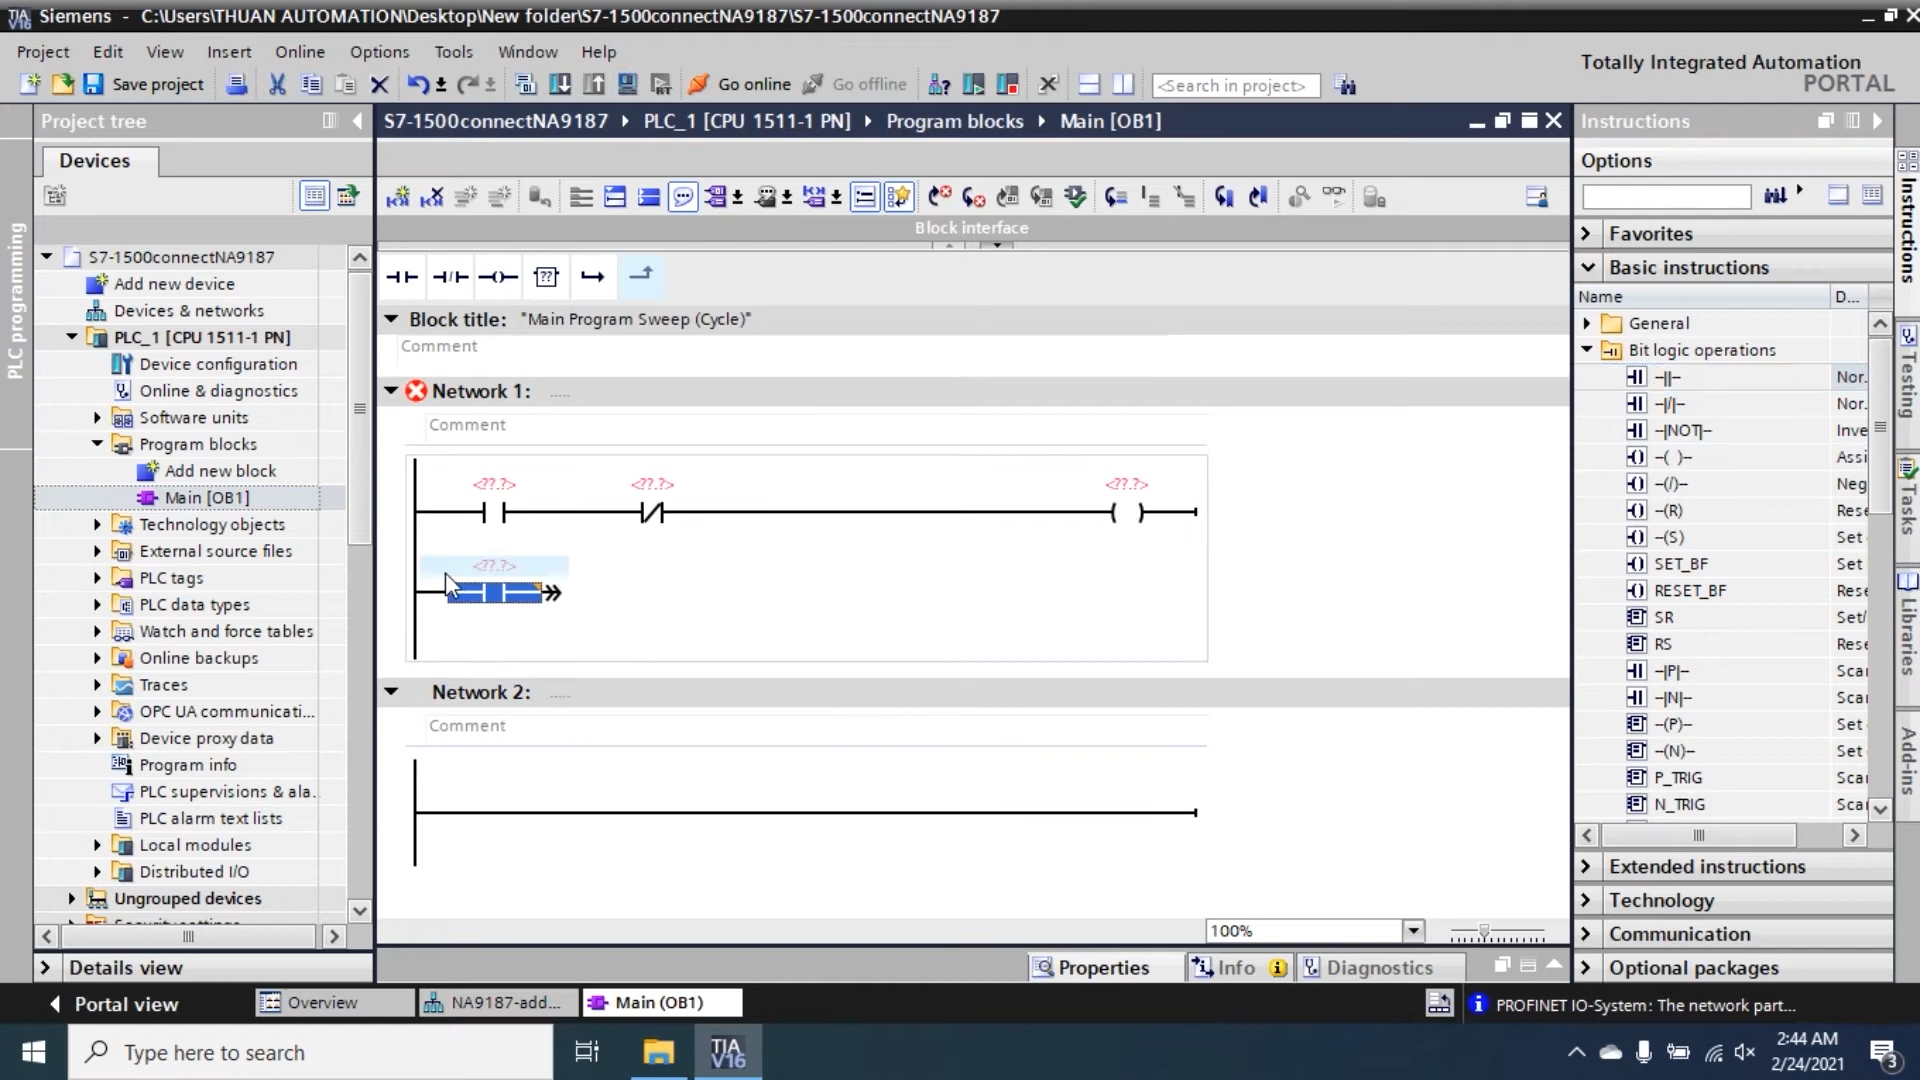 TIA V16 Siemens - C:\Users\THUAN AUTOMATION\Desktop\New folder\S7-1500connectNA9187\S7-1500connectNA9187
Project Edit View Insert Online Options Tools Window Help
Totally Integrated Automation
PORTAL
Save project
Go online
Go offline
<Search in project>
Project tree
Devices
PLC programming
S7-1500connectNA9187
Add new device
Devices & networks
PLC_1 [CPU 1511-1 PN]
Device configuration
Online & diagnostics
Software units
Program blocks
Add new block
Main [OB1]
Technology objects
External source files
PLC tags
PLC data types
Watch and force tables
Online backups
Traces
OPC UA communicati...
Device proxy data
Program info
PLC supervisions & ala...
PLC alarm text lists
Local modules
Distributed I/O
Ungrouped devices
Details view
S7-1500connectNA9187 PLC_1 [CPU 1511-1 PN] Program blocks Main [OB1]
Block interface
??
Block title: "Main Program Sweep (Cycle)"
Comment
Network 1: .....
Comment
<??.?> <??.?> <??.?>
<??.?>
Network 2: .....
Comment
100%
Properties
Info
Diagnostics
Instructions
Options
Favorites
Basic instructions
Name D...
General
Bit logic operations
-||- Nor.
-|/|- Nor.
-|NOT|- Inve
-( )- Assi
-(/)- Neg
-(R) Rese
-(S) Set
SET_BF Set
RESET_BF Rese
SR Set/
RS Rese
-|P|- Scar
-|N|- Scar
-(P)- Set
-(N)- Set
P_TRIG Scar
N_TRIG Scar
Extended instructions
Technology
Communication
Optional packages
Instructions
Testing
Tasks
Libraries
Add-ins
Portal view
Overview
NA9187-add...
Main (OB1)
PROFINET IO-System: The network part...
Type here to search
TIA V16
2:44 AM
2/24/2021
3